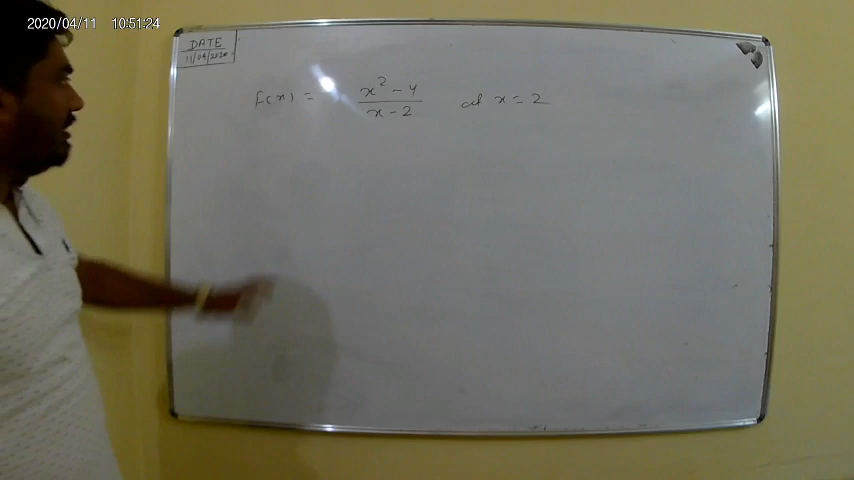 2020/04/11 10:51:24
DATE
11/04/2020
f(x) = x² - 4 / x - 2 at x = 2